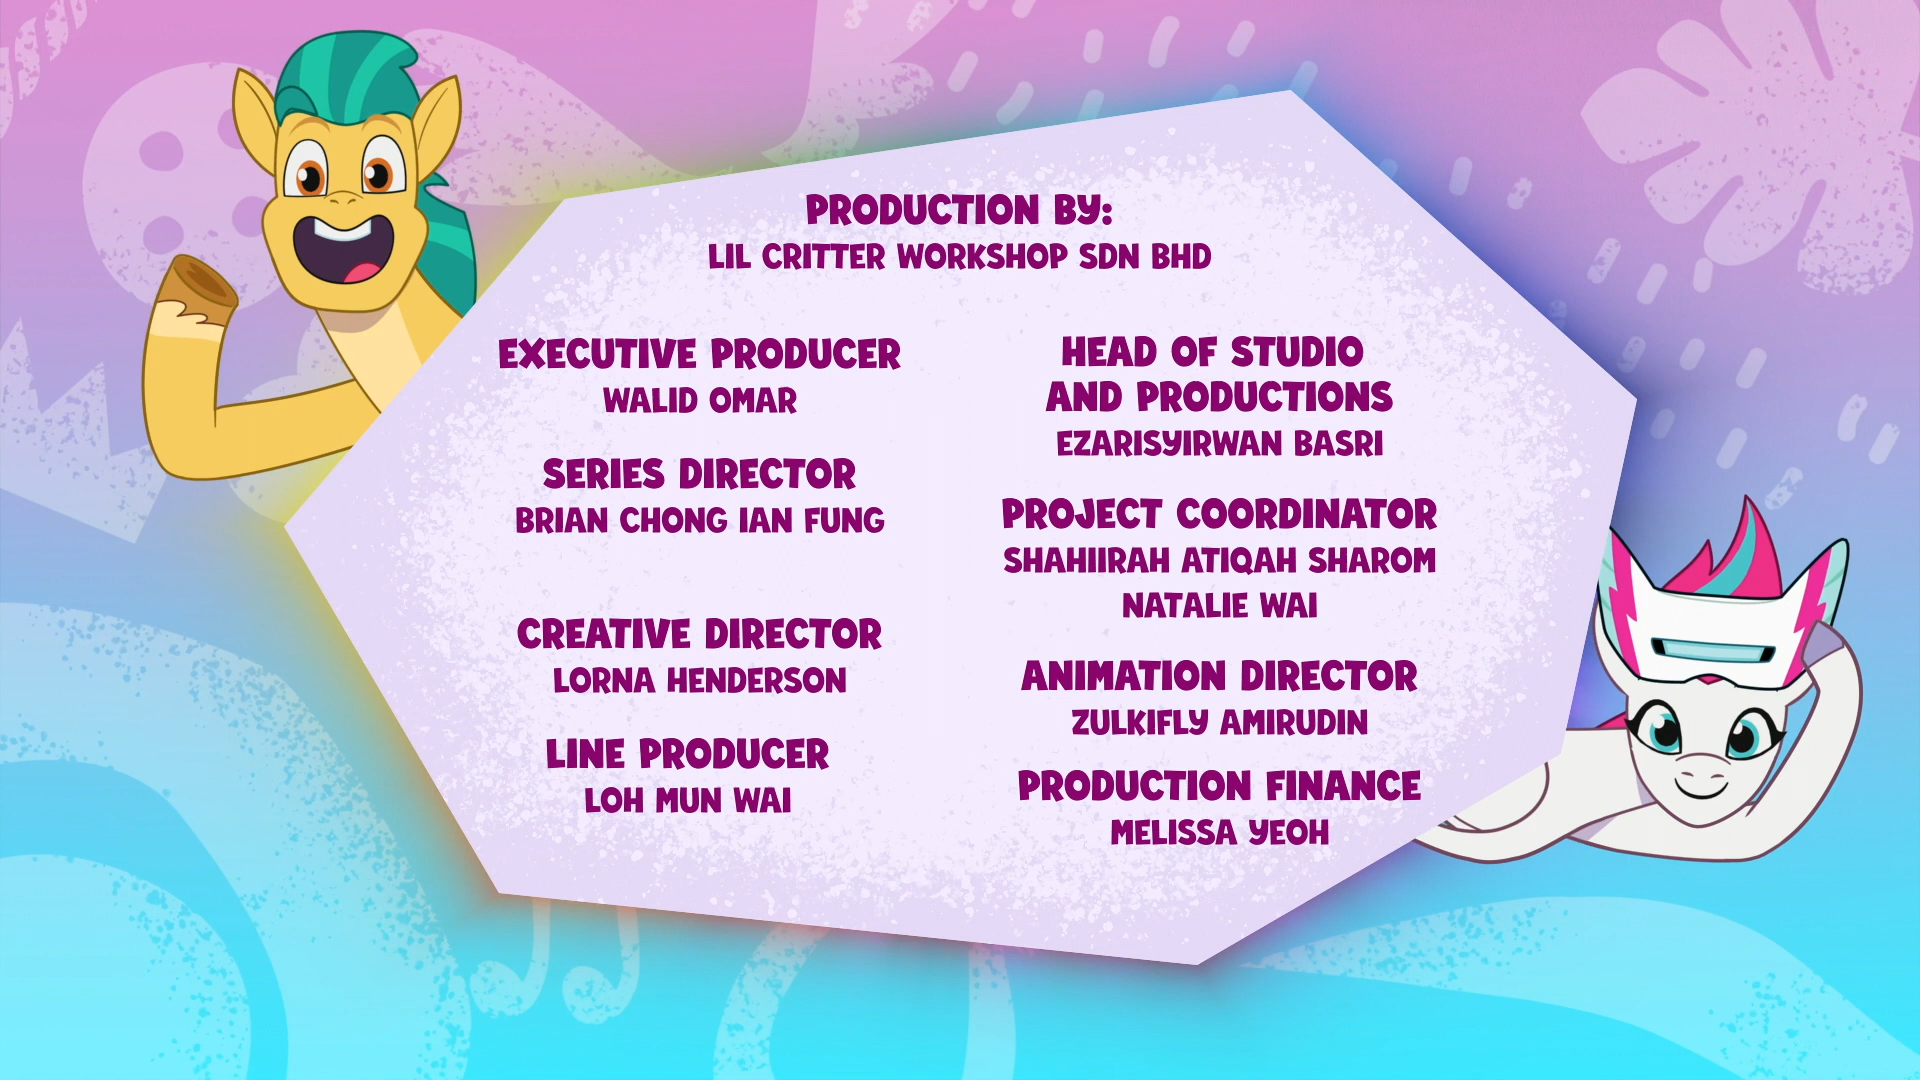 PRODUCTION BY:
LIL CRITTER WORKSHOP SDN BHD
EXECUTIVE PRODUCER
WALID OMAR
SERIES DIRECTOR
BRIAN CHONG IAN FUNG
CREATIVE DIRECTOR
LORNA HENDERSON
LINE PRODUCER
LOH MUN WAI
HEAD OF STUDIO
AND PRODUCTIONS
EZARISYIRWAN BASRI
PROJECT COORDINATOR
SHAHIIRAH ATIQAH SHAROM
NATALIE WAI
ANIMATION DIRECTOR
ZULKIFLY AMIRUDIN
PRODUCTION FINANCE
MELISSA YEOH